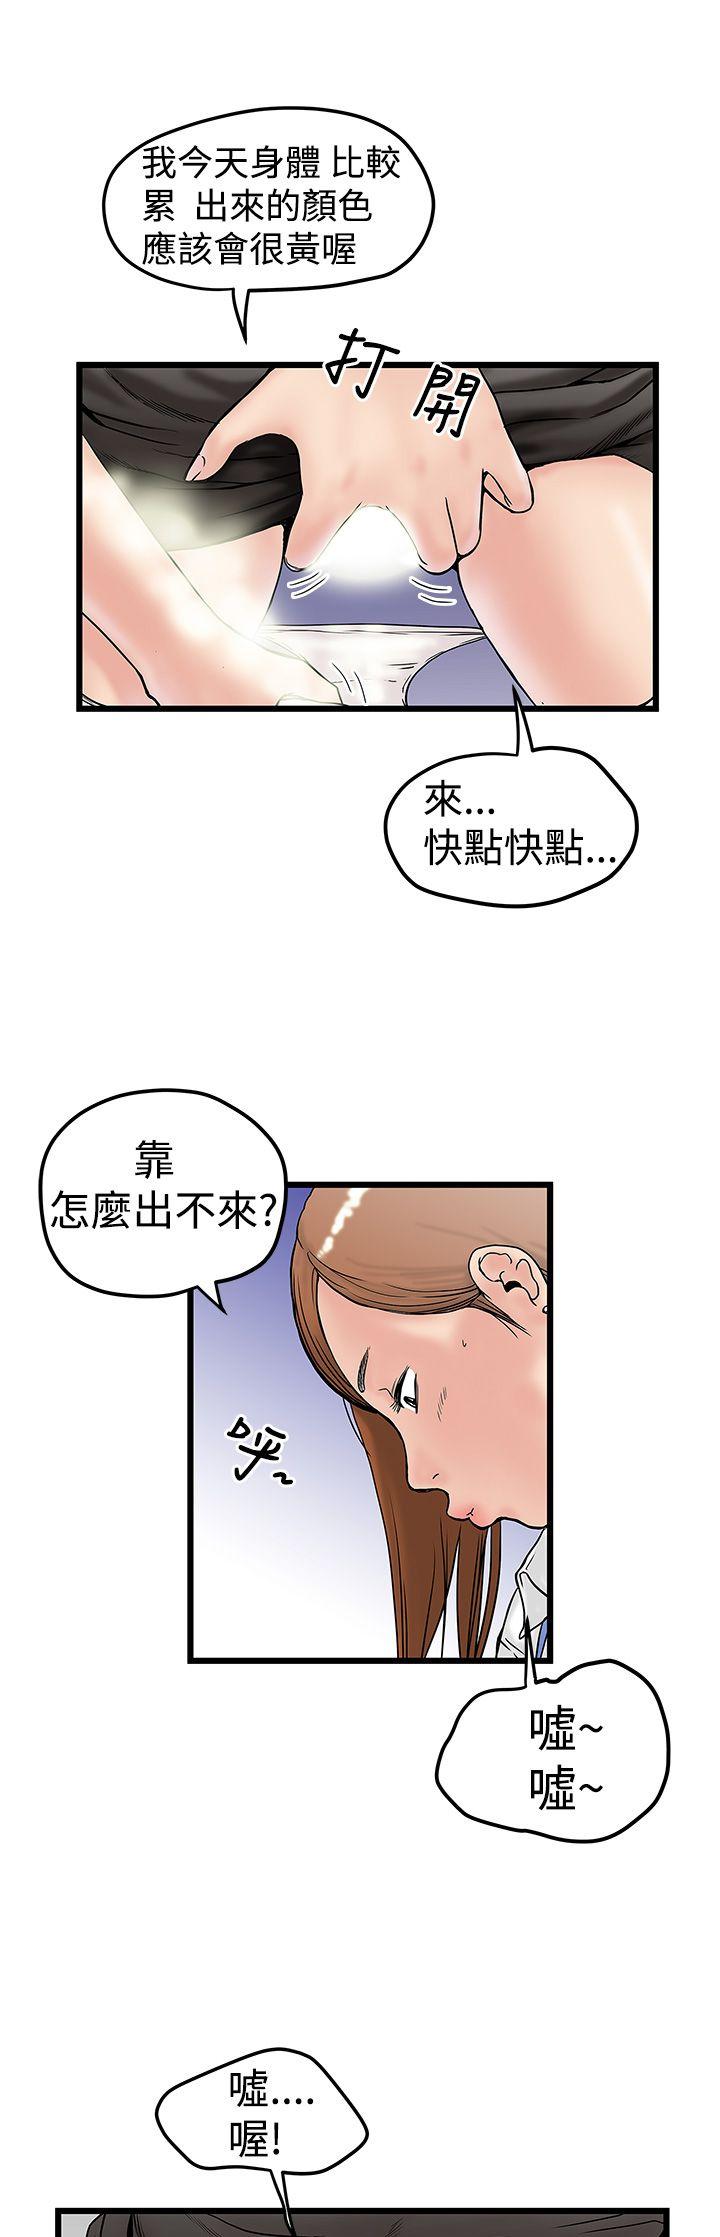 我今天身體 比較
累 出來的顏色
應該會很黃喔
打開
來...
快點快點...
靠
怎麼出不來?
呼~
噓~
噓~
噓....
喔!